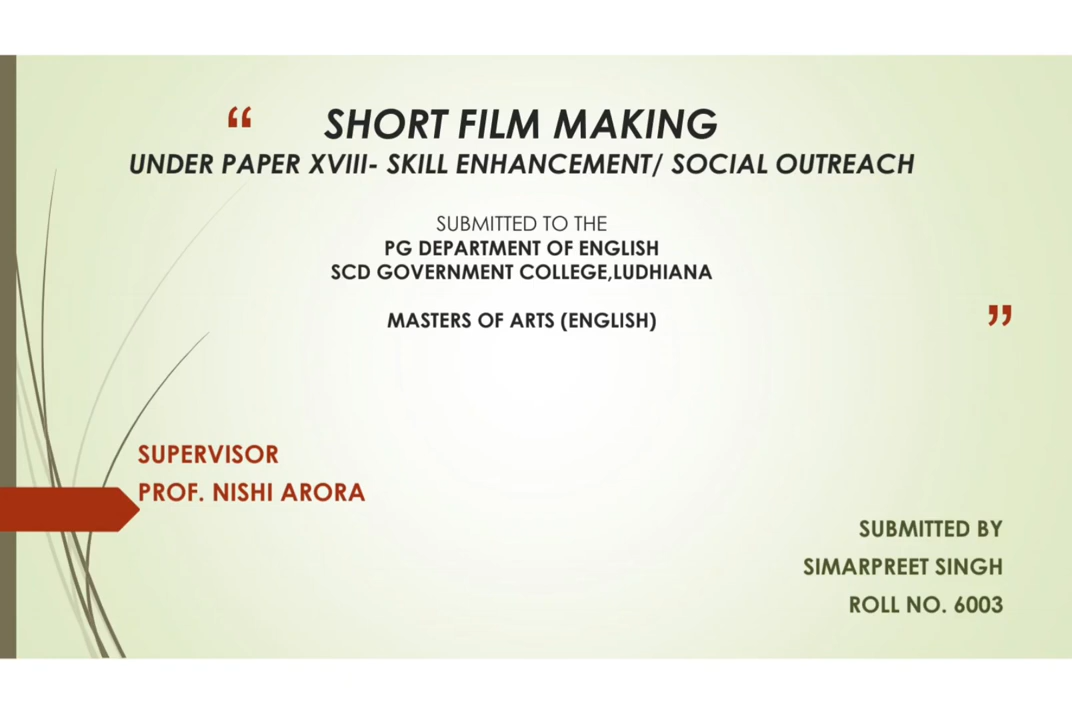 “ SHORT FILM MAKING
UNDER PAPER XVIII- SKILL ENHANCEMENT/ SOCIAL OUTREACH
SUBMITTED TO THE
PG DEPARTMENT OF ENGLISH
SCD GOVERNMENT COLLEGE,LUDHIANA
MASTERS OF ARTS (ENGLISH) ”
SUPERVISOR
PROF. NISHI ARORA
SUBMITTED BY
SIMARPREET SINGH
ROLL NO. 6003